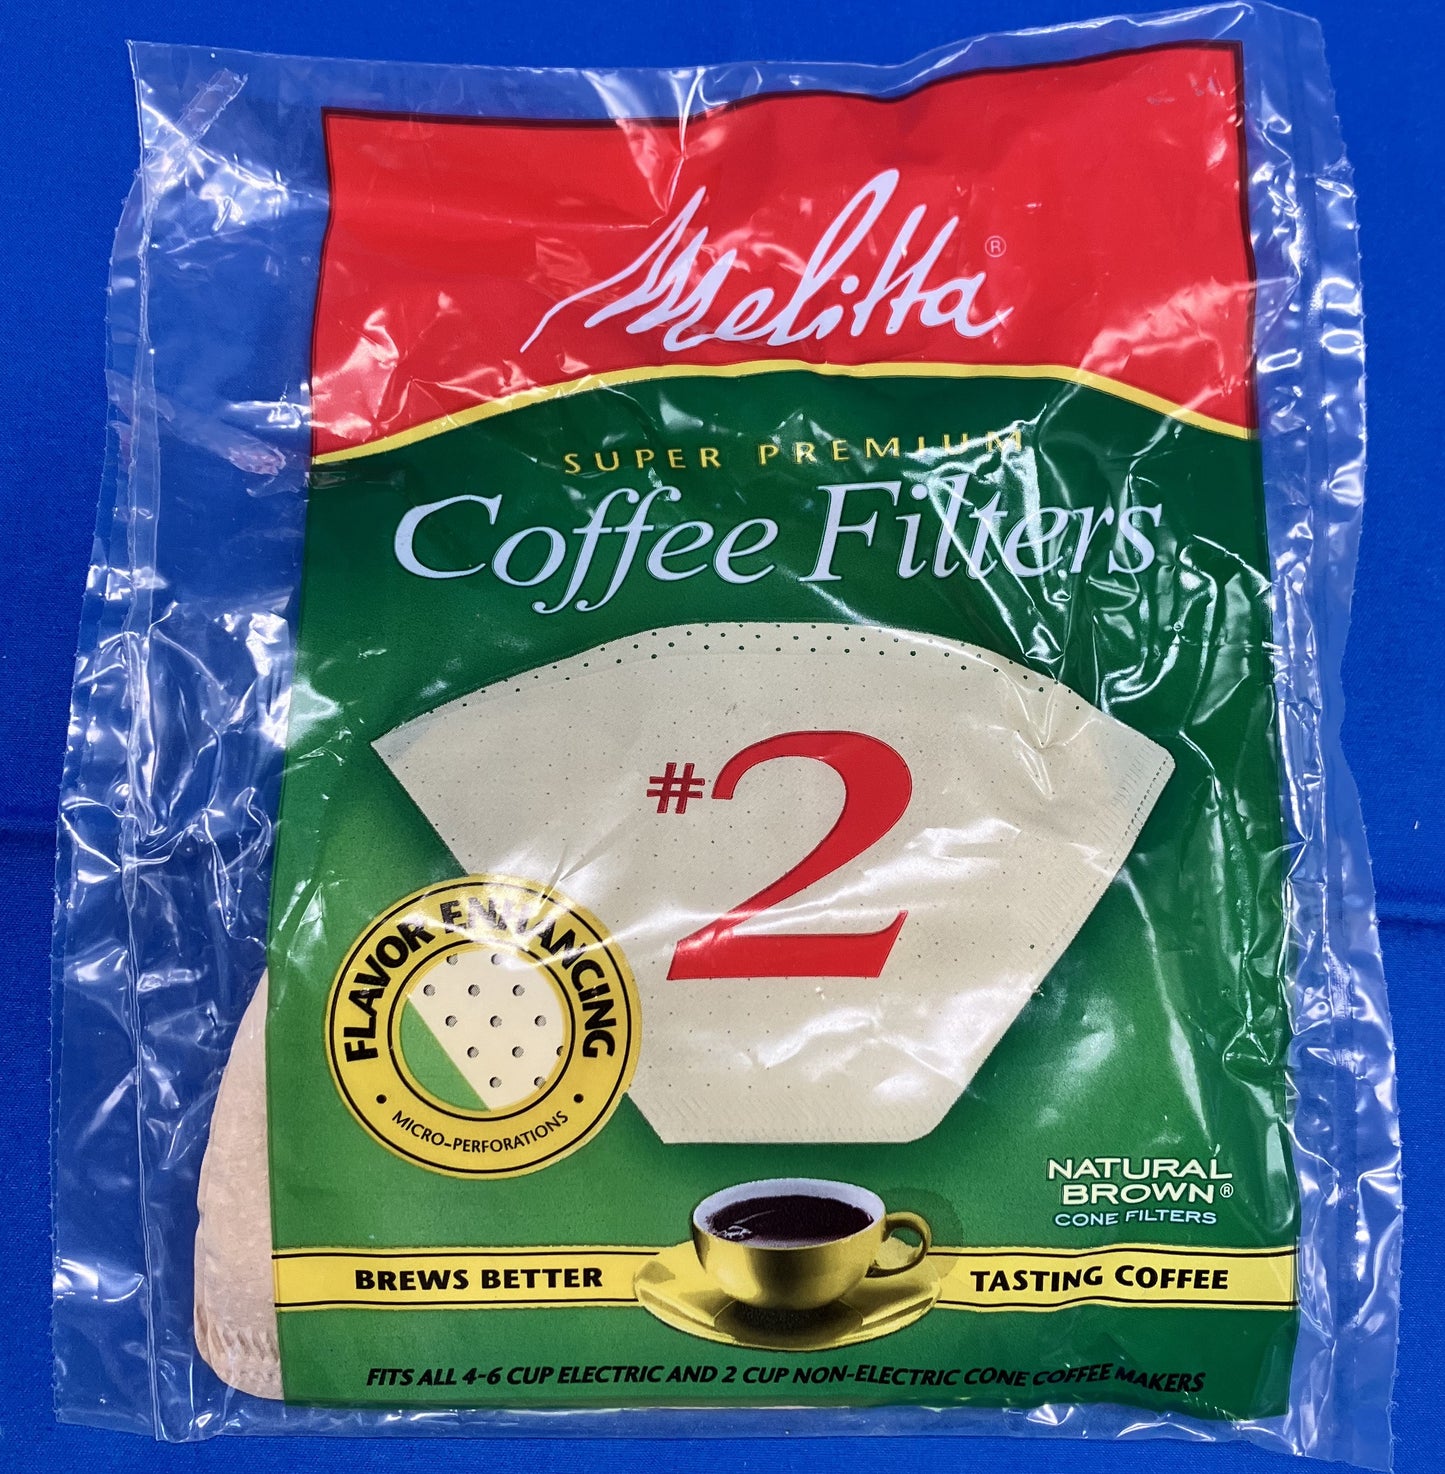 Melitta®
SUPER PREMIUM
Coffee Filters
#2
FLAVOR ENHANCING
• MICRO-PERFORATIONS •
NATURAL
BROWN®
CONE FILTERS
BREWS BETTER TASTING COFFEE
FITS ALL 4-6 CUP ELECTRIC AND 2 CUP NON-ELECTRIC CONE COFFEE MAKERS